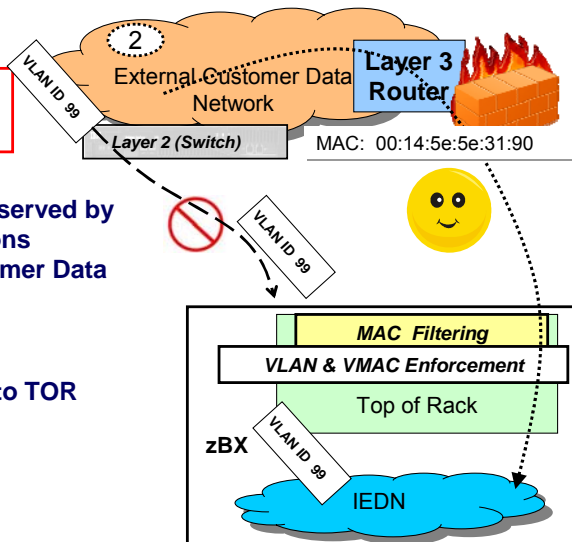 2
VLAN ID 99
External Customer Data
Network
Layer 3
Router
Layer 2 (Switch)
MAC: 00:14:5e:5e:31:90
served by
ons
omer Data
VLAN ID 99
to TOR
MAC Filtering
VLAN & VMAC Enforcement
Top of Rack
zBX
VLAN ID 99
IEDN